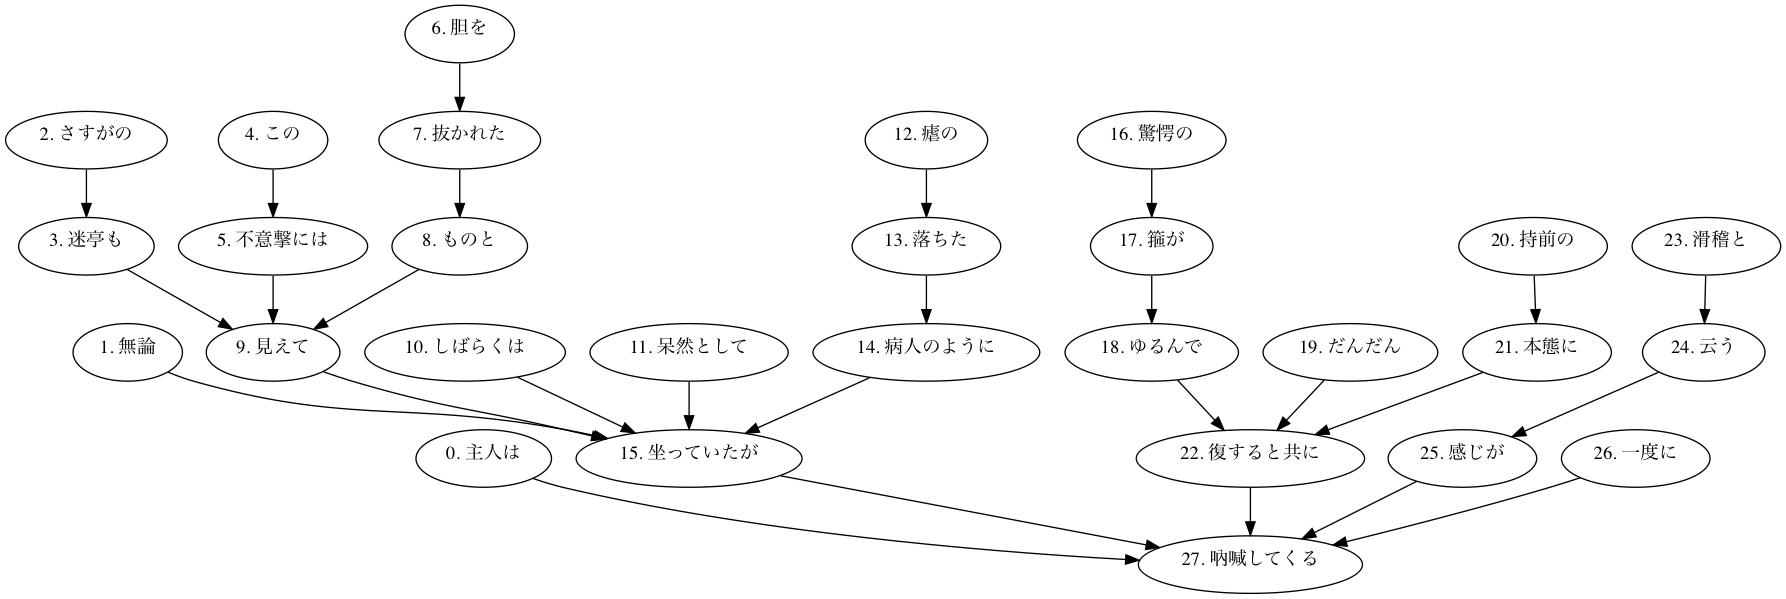 6. 胆を
2. さすがの
4. この
7. 抜かれた
12. 瘧の
16. 驚愕の
3. 迷亭も
5. 不意撃には
8. ものと
13. 落ちた
17. 箍が
20. 持前の
23. 滑稽と
1. 無論
9. 見えて
10. しばらくは
11. 呆然として
14. 病人のように
18. ゆるんで
19. だんだん
21. 本態に
24. 云う
0. 主人は
15. 坐っていたが
22. 復すると共に
25. 感じが
26. 一度に
27. 吶喊してくる